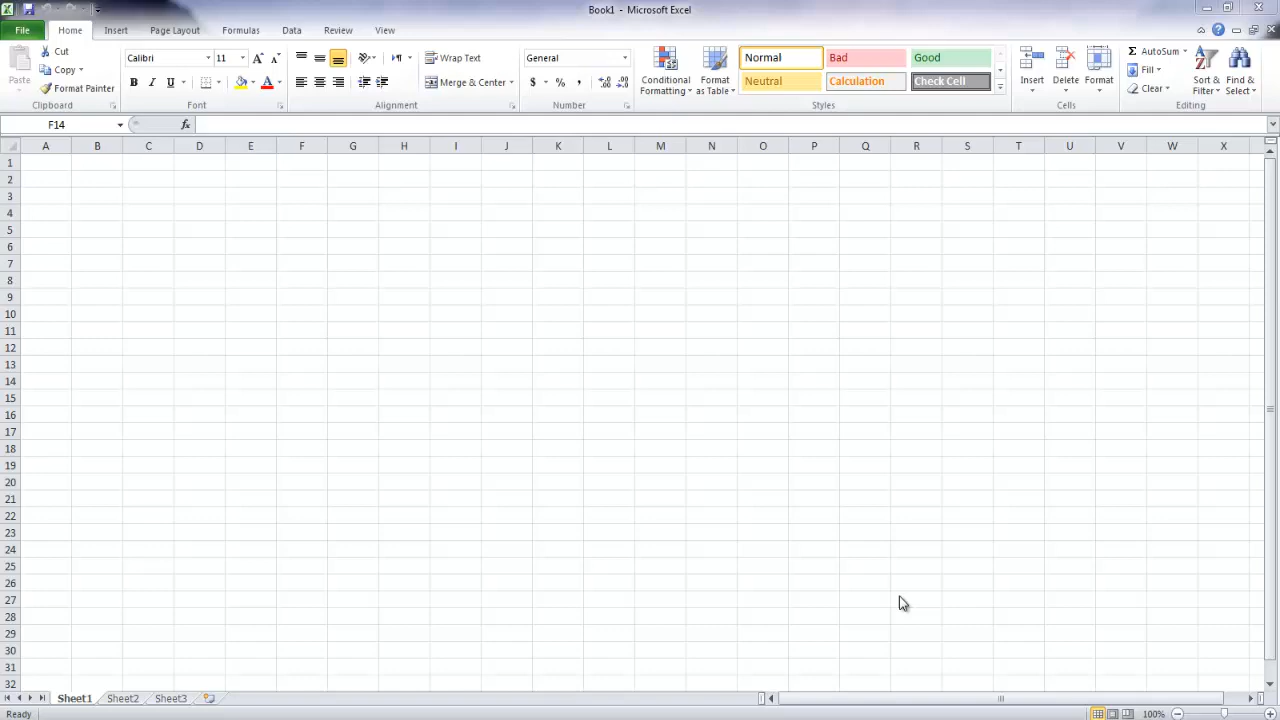 Book1 - Microsoft Excel
File Home Insert Page Layout Formulas Data Review View
Paste
Cut
Copy
Format Painter
Clipboard
Calibri 11
B I U
Font
Wrap Text
Merge & Center
Alignment
General
$ % ,
Number
Conditional Formatting
Format as Table
Normal Bad Good
Neutral Calculation Check Cell
Styles
Insert Delete Format
Cells
Σ AutoSum
Fill
Clear
Sort & Filter
Find & Select
Editing
F14 fx
A B C D E F G H I J K L M N O P Q R S T U V W X
1
2
3
4
5
6
7
8
9
10
11
12
13
14
15
16
17
18
19
20
21
22
23
24
25
26
27
28
29
30
31
32
Sheet1 Sheet2 Sheet3
Ready 100%